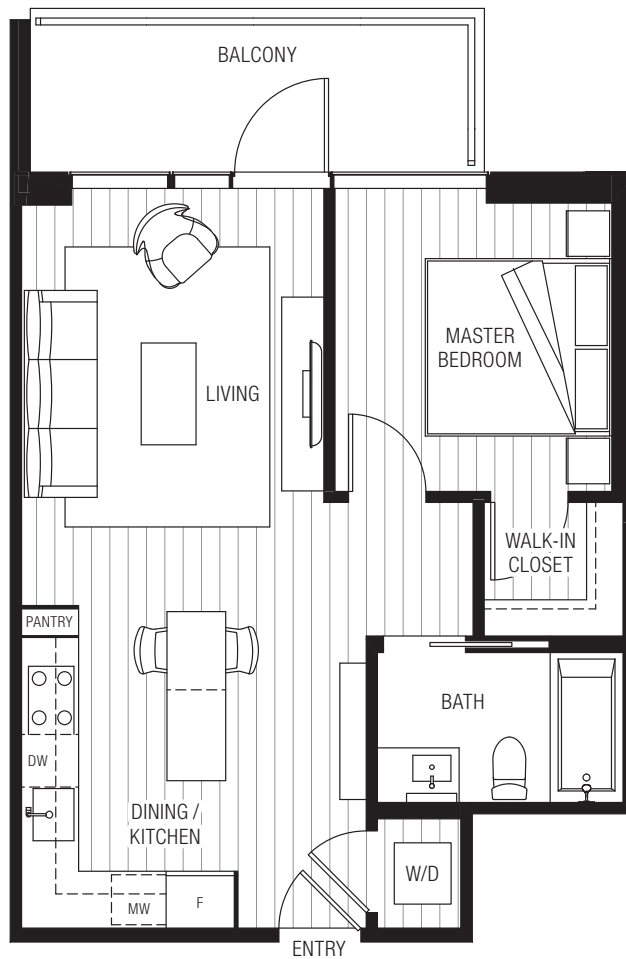 BALCONY
LIVING
MASTER
BEDROOM
WALK-IN
CLOSET
PANTRY
DW
BATH
DINING /
KITCHEN
W/D
MW
F
ENTRY